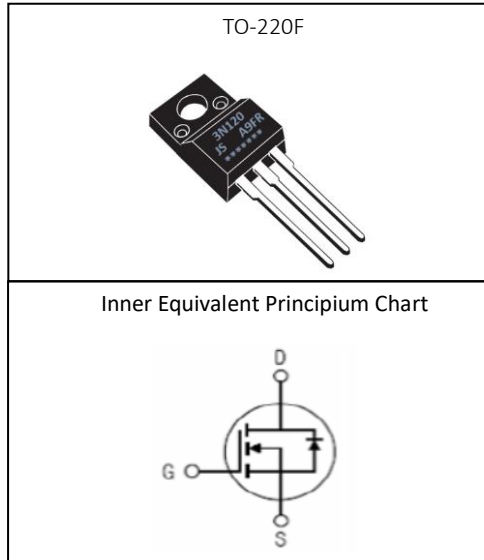 TO-220F
3N120
JS A9FR
*******
Inner Equivalent Principium Chart
D
G
S